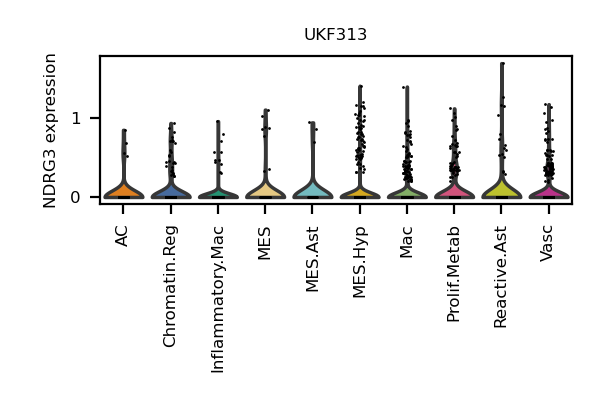 UKF313
NDRG3 expression
1
0
AC
Chromatin.Reg
Inflammatory.Mac
MES
MES.Ast
MES.Hyp
Mac
Prolif.Metab
Reactive.Ast
Vasc